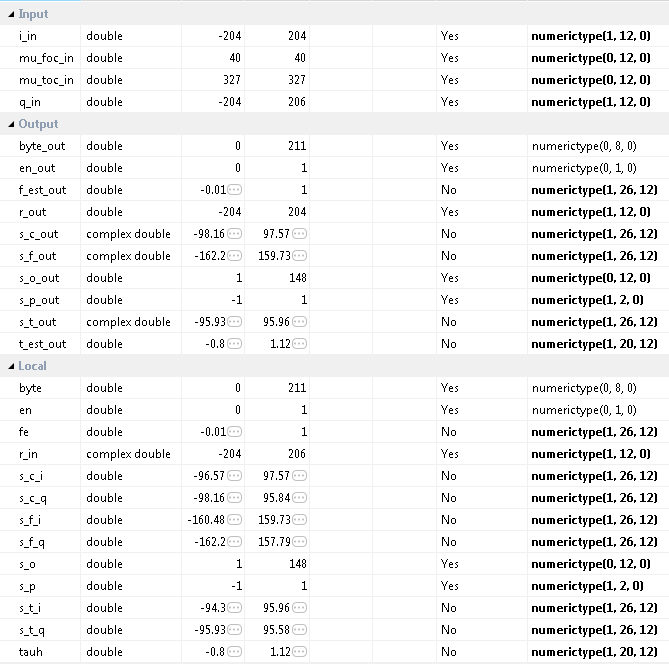 Input
i_in double -204 204 Yes numerictype(1, 12, 0)
mu_foc_in double 40 40 Yes numerictype(0, 12, 0)
mu_toc_in double 327 327 Yes numerictype(0, 12, 0)
q_in double -204 206 Yes numerictype(1, 12, 0)
Output
byte_out double 0 211 Yes numerictype(0, 8, 0)
en_out double 0 1 Yes numerictype(0, 1, 0)
f_est_out double -0.01 ... 1 No numerictype(1, 26, 12)
r_out double -204 204 Yes numerictype(1, 12, 0)
s_c_out complex double -98.16 ... 97.57 ... No numerictype(1, 26, 12)
s_f_out complex double -162.2 ... 159.73 ... No numerictype(1, 26, 12)
s_o_out double 1 148 Yes numerictype(0, 12, 0)
s_p_out double -1 1 Yes numerictype(1, 2, 0)
s_t_out complex double -95.93 ... 95.96 ... No numerictype(1, 26, 12)
t_est_out double -0.8 ... 1.12 ... No numerictype(1, 20, 12)
Local
byte double 0 211 Yes numerictype(0, 8, 0)
en double 0 1 Yes numerictype(0, 1, 0)
fe double -0.01 ... 1 No numerictype(1, 26, 12)
r_in complex double -204 206 Yes numerictype(1, 12, 0)
s_c_i double -96.57 ... 97.57 ... No numerictype(1, 26, 12)
s_c_q double -98.16 ... 95.84 ... No numerictype(1, 26, 12)
s_f_i double -160.48 ... 159.73 ... No numerictype(1, 26, 12)
s_f_q double -162.2 ... 157.79 ... No numerictype(1, 26, 12)
s_o double 1 148 Yes numerictype(0, 12, 0)
s_p double -1 1 Yes numerictype(1, 2, 0)
s_t_i double -94.3 ... 95.96 ... No numerictype(1, 26, 12)
s_t_q double -95.93 ... 95.58 ... No numerictype(1, 26, 12)
tauh double -0.8 ... 1.12 ... No numerictype(1, 20, 12)